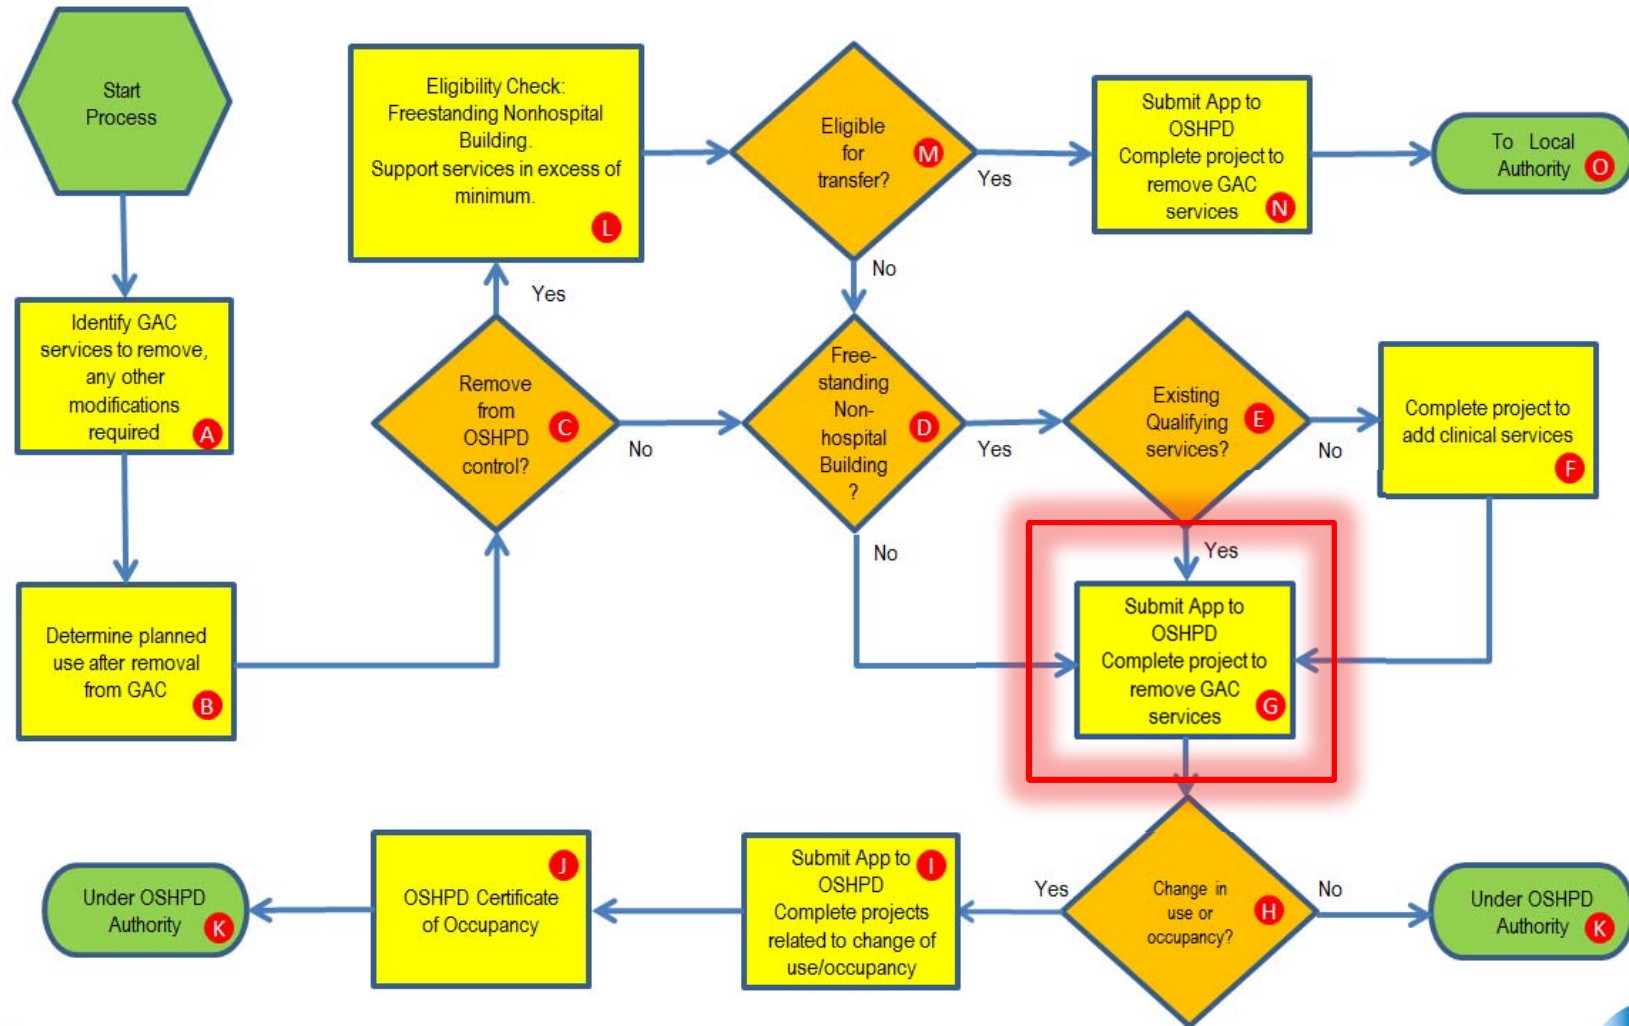 Start
Process
Identify GAC
services to remove,
any other
modifications
required
A
Determine planned
use after removal
from GAC
B
Remove
from
OSHPD
control?
C
Yes
No
Eligibility Check:
Freestanding Nonhospital
Building.
Support services in excess of
minimum.
L
Eligible
for
transfer?
M
Yes
No
Submit App to
OSHPD
Complete project to
remove GAC
services
N
To Local
Authority
O
Free-
standing
Non-
hospital
Building
?
D
Yes
No
Existing
Qualifying
services?
E
No
Yes
Complete project to
add clinical services
F
Submit App to
OSHPD
Complete project to
remove GAC
services
G
Change in
use or
occupancy?
H
No
Under OSHPD
Authority
K
Yes
Submit App to
OSHPD
Complete projects
related to change of
use/occupancy
I
OSHPD Certificate
of Occupancy
J
Under OSHPD
Authority
K